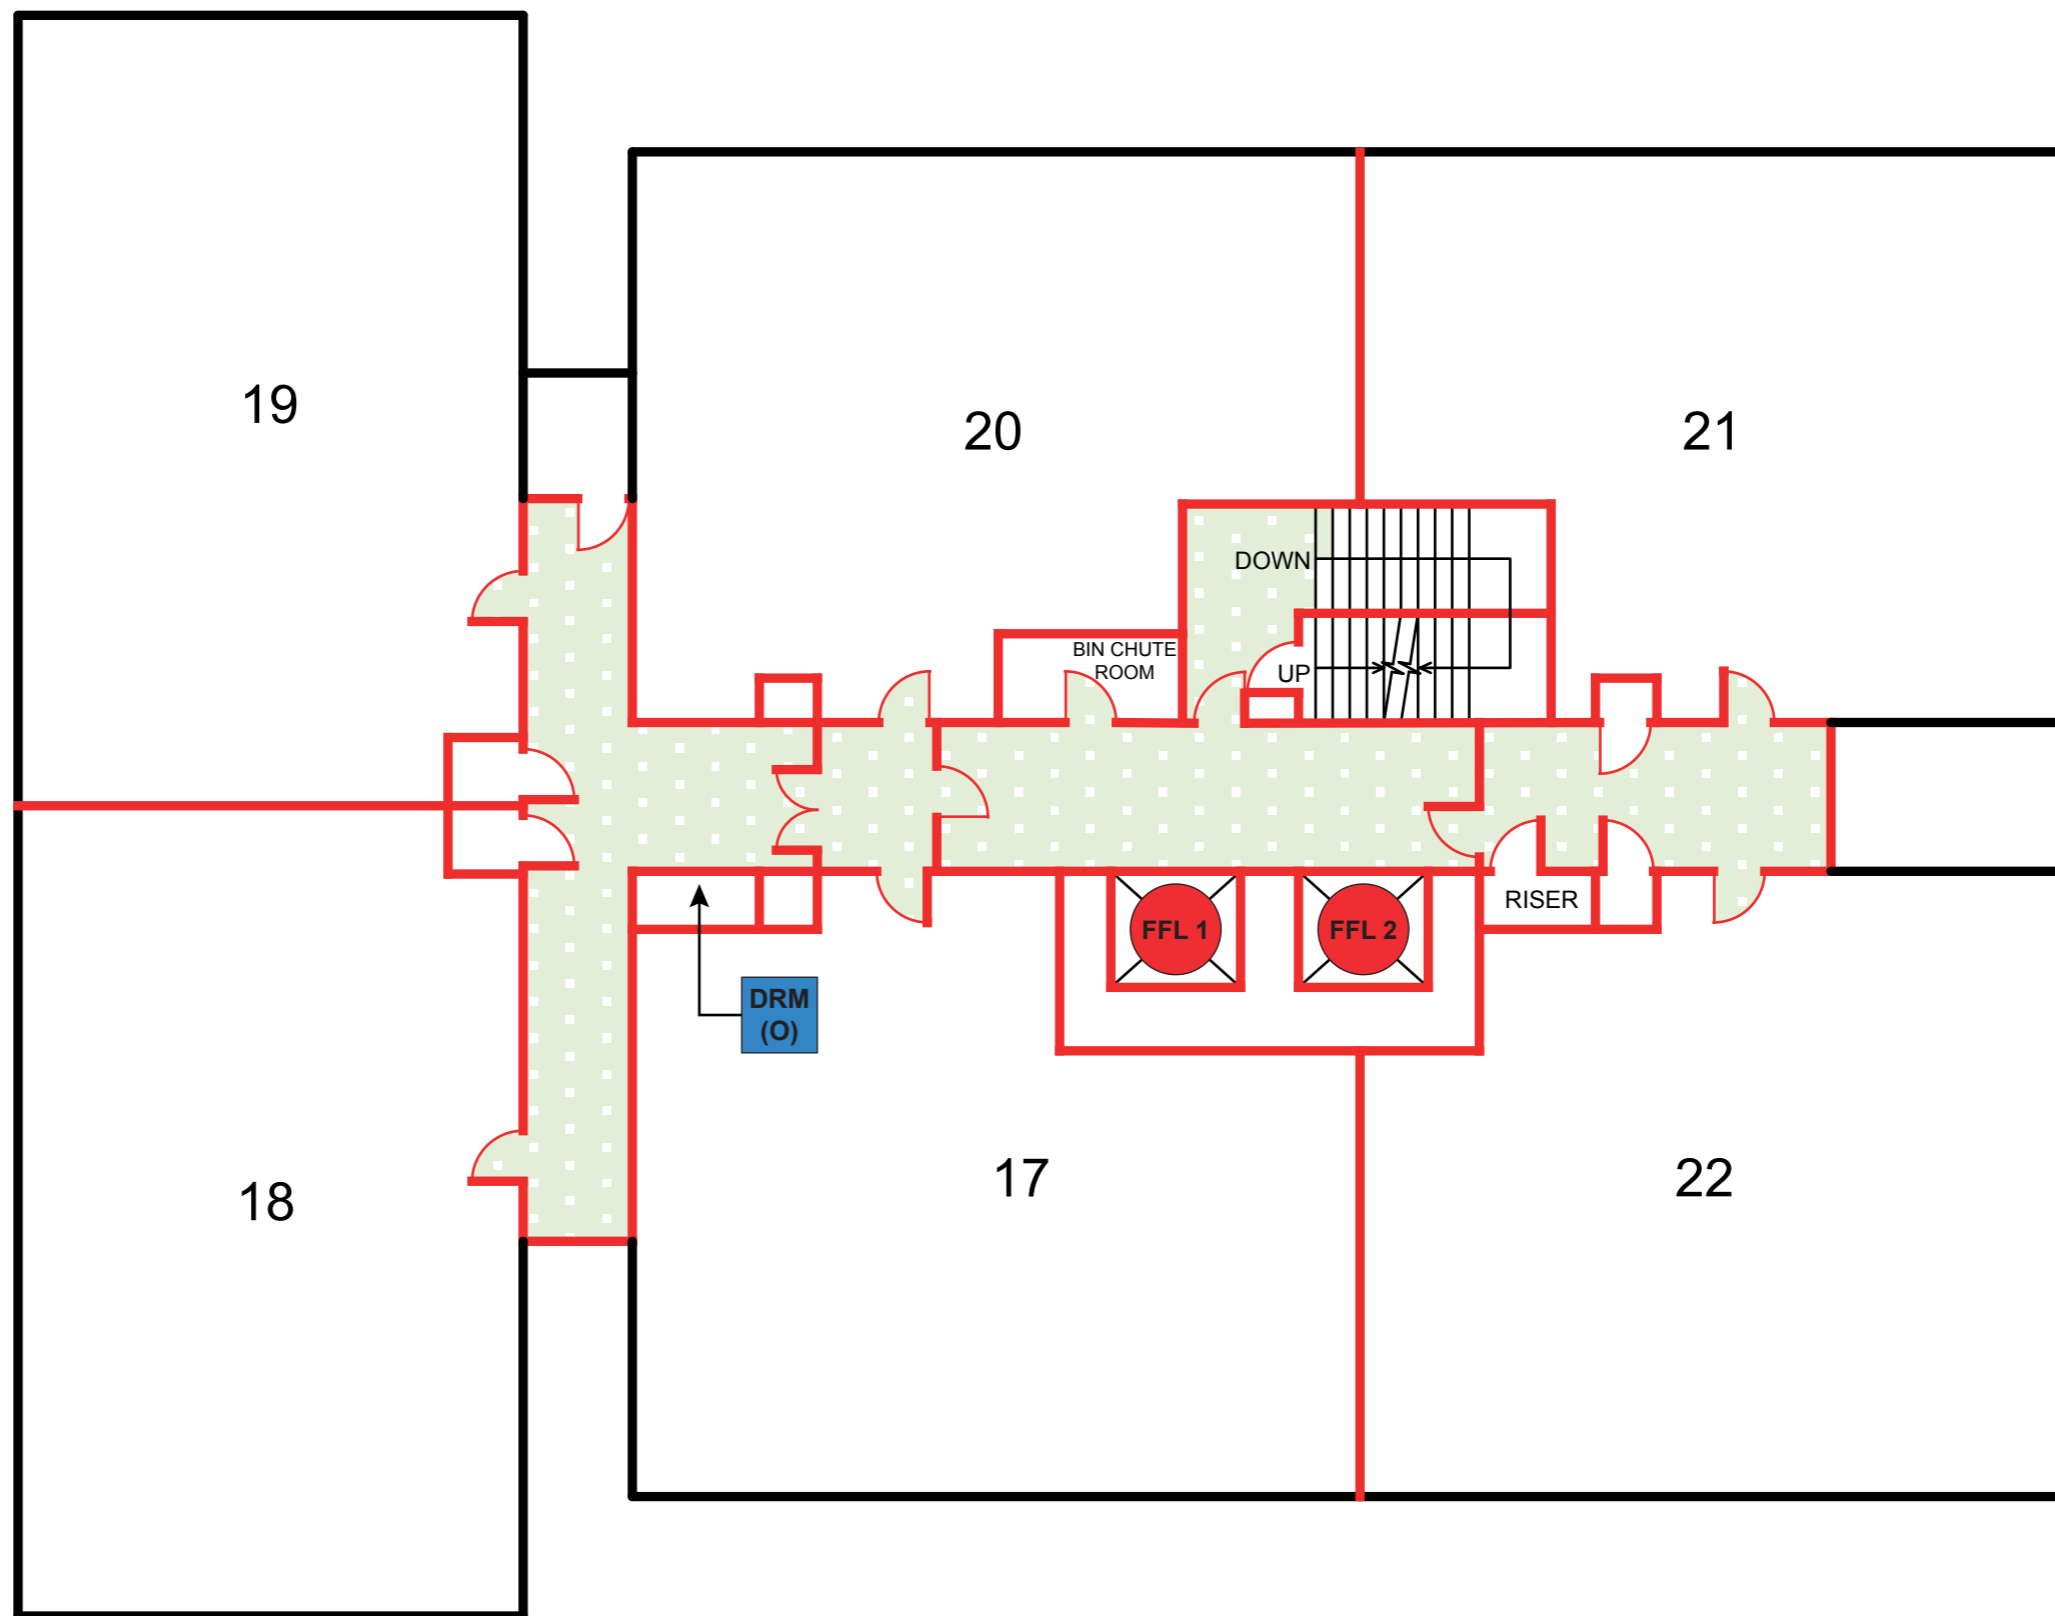 19
20
21
DOWN
BIN CHUTE
ROOM
UP
RISER
FFL 1
FFL 2
DRM
(O)
17
22
18